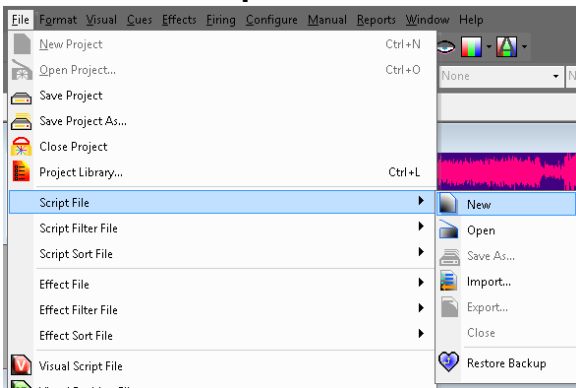 File Format Visual Cues Effects Eiring Configure Manual Reports Window Help
New Project Ctrl+N
Open Project... Ctrl+O
None
Save Project
Save Project As...
Close Project
Project Library... Ctrl+L
Script File New
Script Filter File Open
Script Sort File Save As...
Effect File Import...
Effect Filter File Export...
Effect Sort File Close
Visual Script File Restore Backup